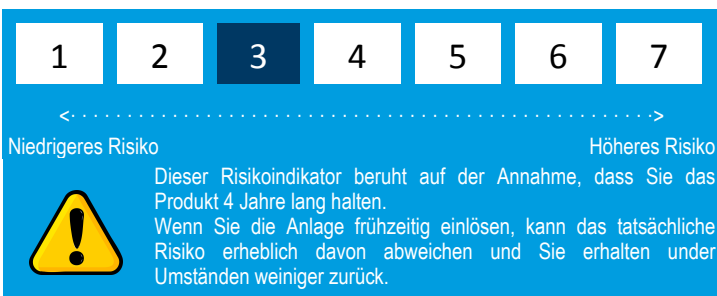 1 2 3 4 5 6 7
<· · · · · · · · · · · · · · · · · · · · · · · · · · · · · · · · · · · · · · · · · · · · · · · · · · · ·>
Niedrigeres Risiko Höheres Risiko
Dieser Risikoindikator beruht auf der Annahme, dass Sie das
Produkt 4 Jahre lang halten.
Wenn Sie die Anlage frühzeitig einlösen, kann das tatsächliche
Risiko erheblich davon abweichen und Sie erhalten under
Umständen weiniger zurück.